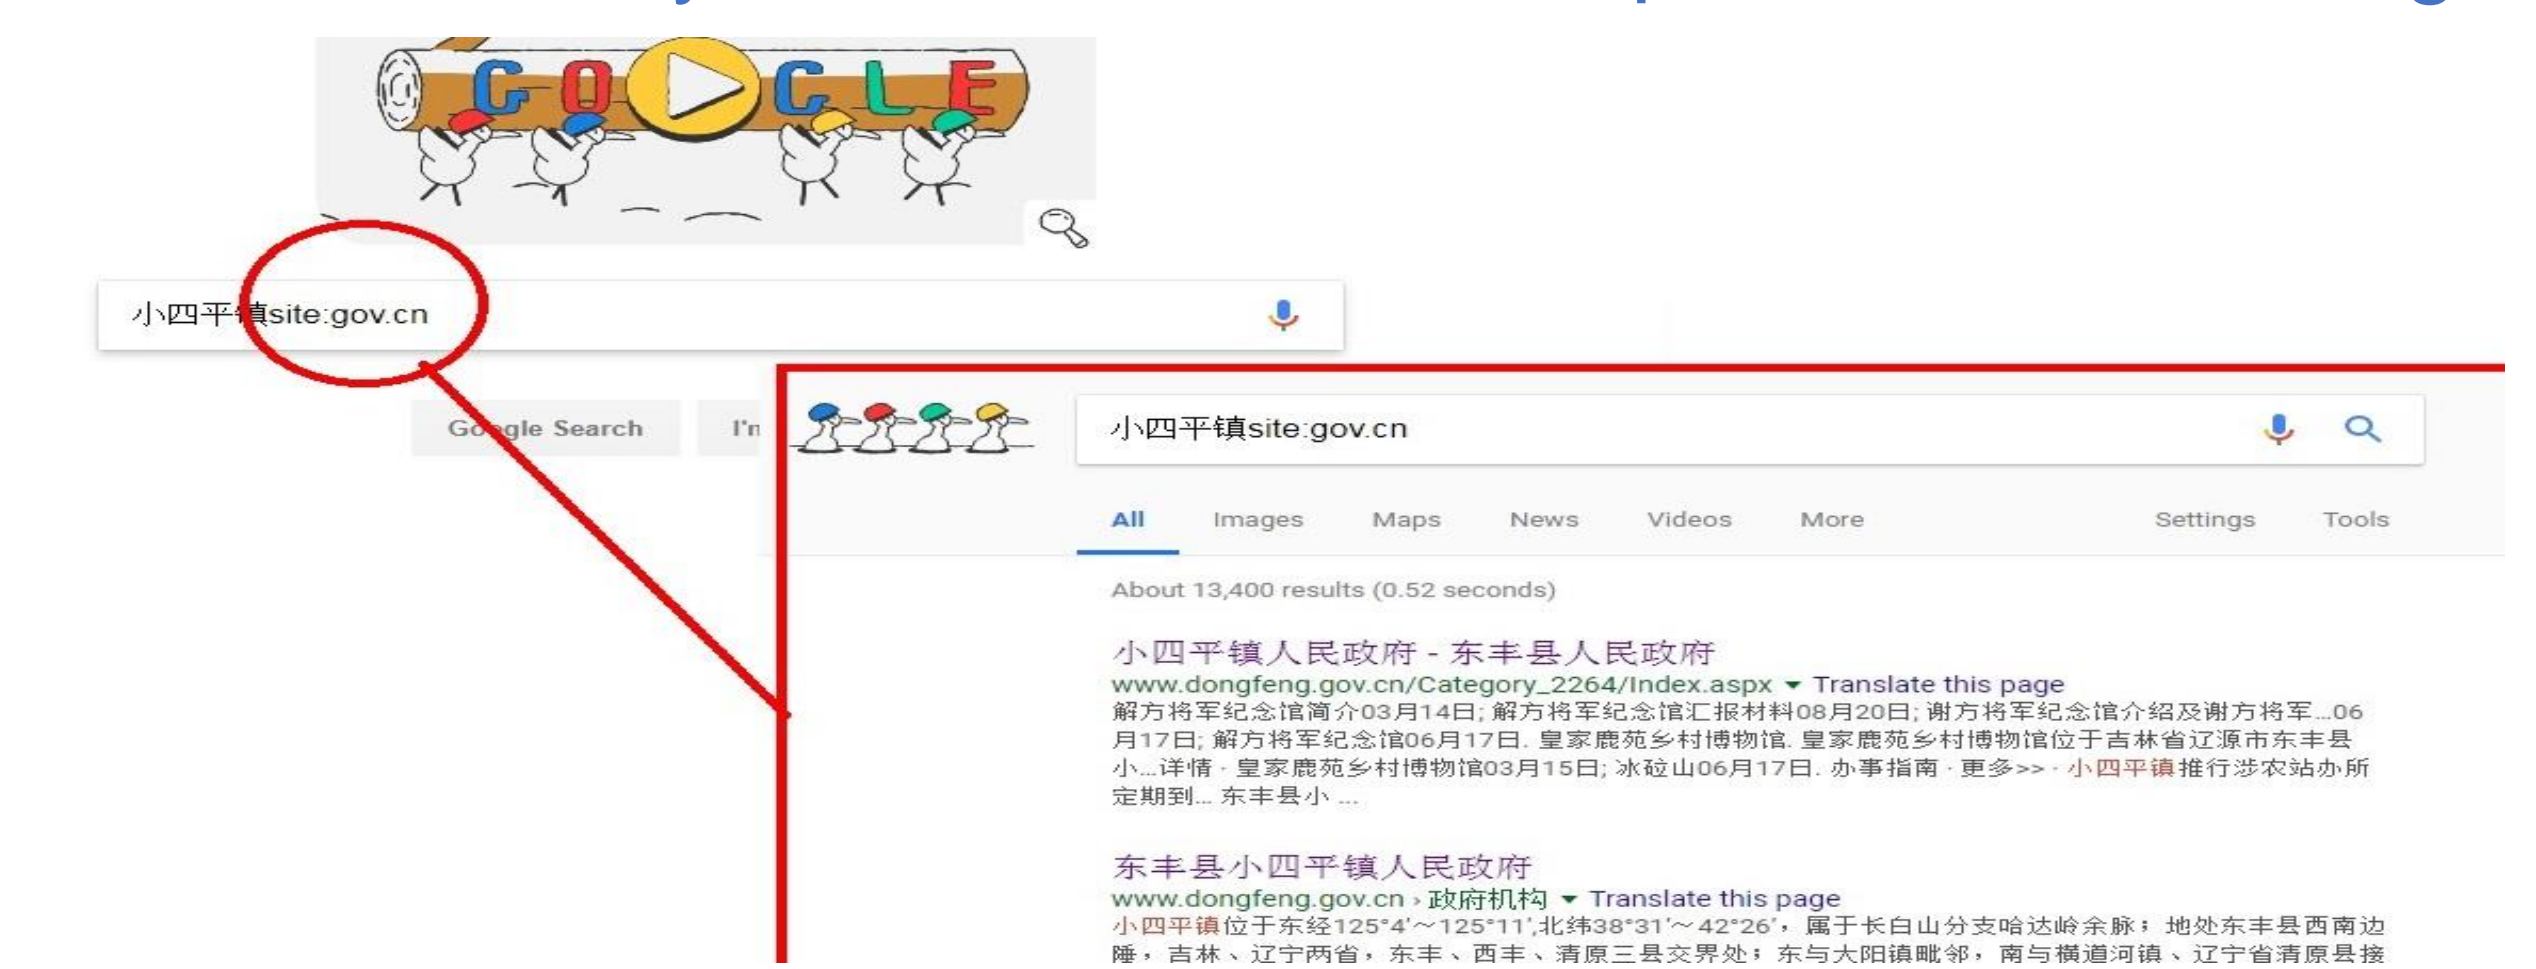 GOOGLE
小四平镇site:gov.cn
Google Search
I'm
小四平镇site:gov.cn
All Images Maps News Videos More Settings Tools
About 13,400 results (0.52 seconds)
小四平镇人民政府 - 东丰县人民政府
www.dongfeng.gov.cn/Category_2264/Index.aspx ▾ Translate this page
解方将军纪念馆简介03月14日; 解方将军纪念馆汇报材料08月20日; 谢方将军纪念馆介绍及谢方将军...06
月17日; 解方将军纪念馆06月17日. 皇家鹿苑乡村博物馆. 皇家鹿苑乡村博物馆位于吉林省辽源市东丰县
小...详情 · 皇家鹿苑乡村博物馆03月15日; 冰砬山06月17日. 办事指南 · 更多>> · 小四平镇推行涉农站办所
定期到... 东丰县小 ...
东丰县小四平镇人民政府
www.dongfeng.gov.cn › 政府机构 ▾ Translate this page
小四平镇位于东经125°4′～125°11′,北纬38°31′～42°26′，属于长白山分支哈达岭余脉；地处东丰县西南边
陲，吉林、辽宁两省，东丰、西丰、清原三县交界处；东与大阳镇毗邻，南与横道河镇、辽宁省清原县接